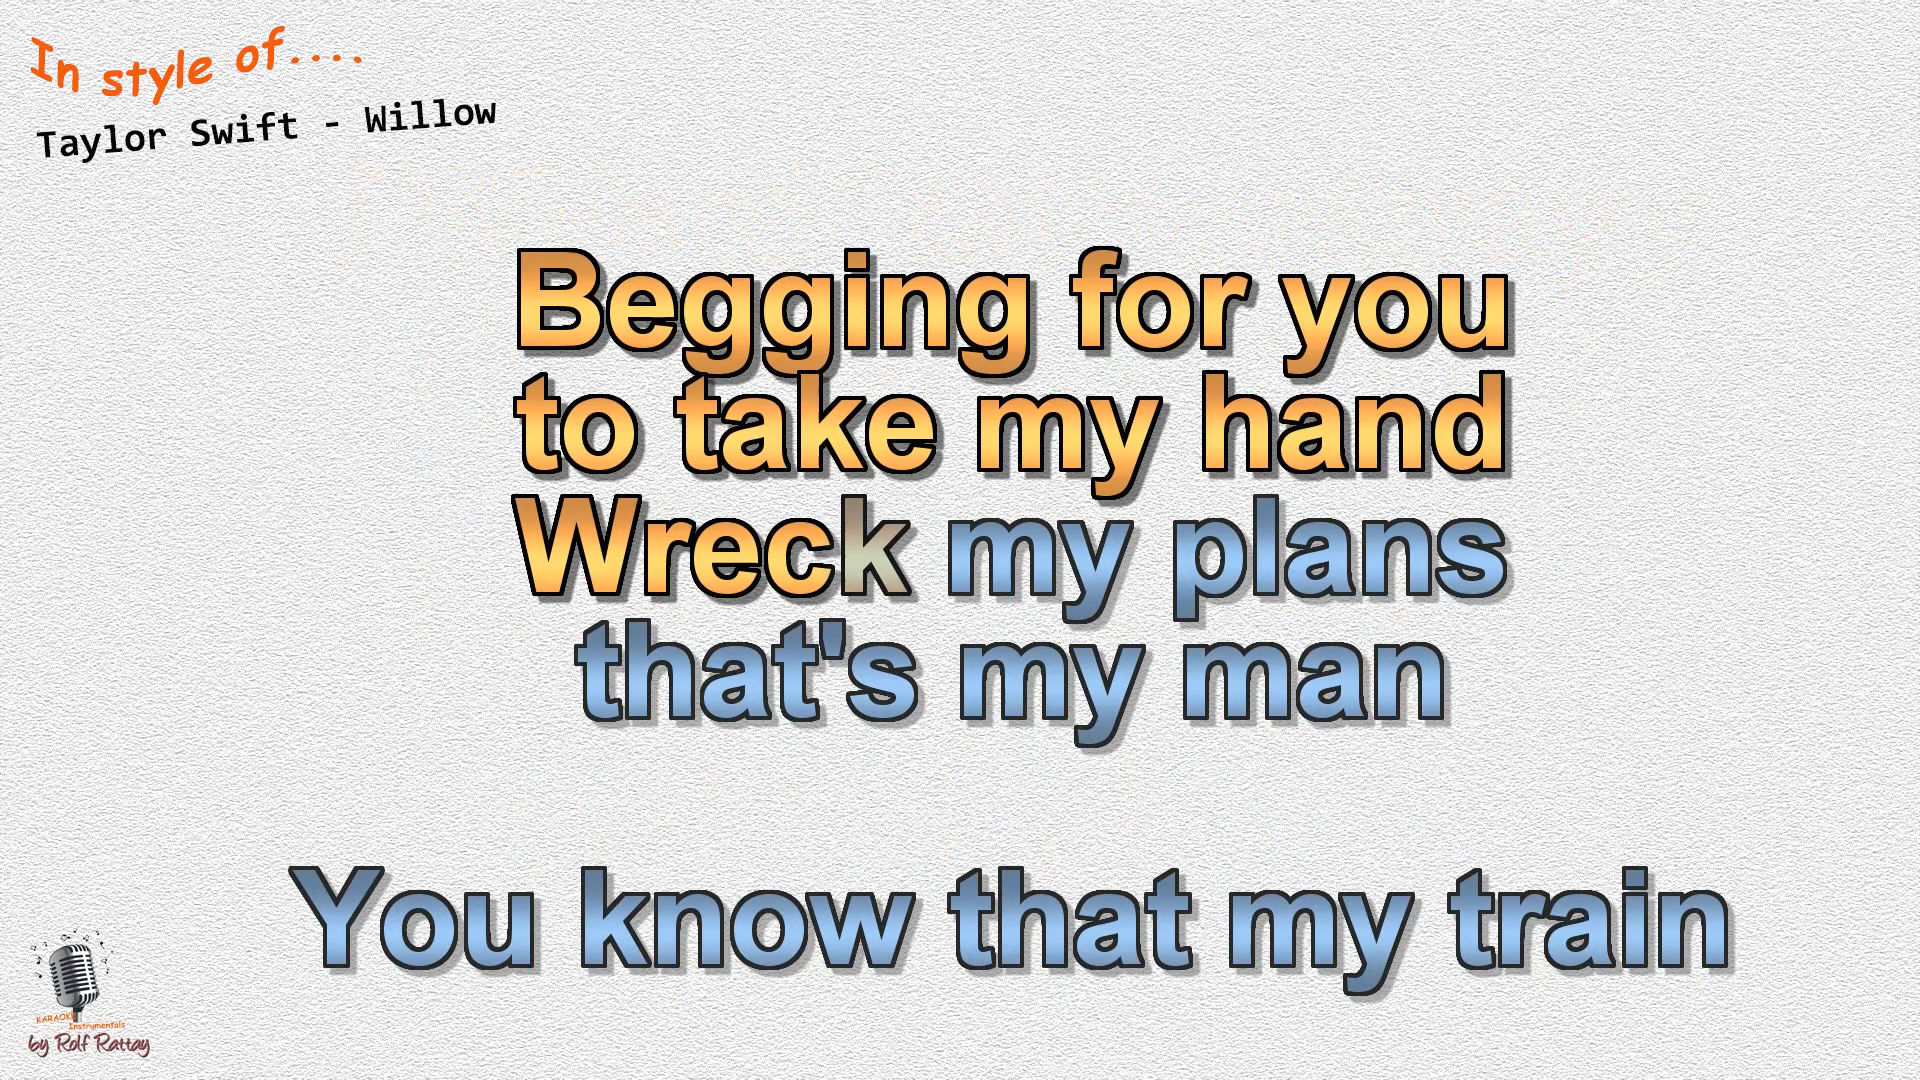 In style of....
Taylor Swift - Willow
Begging for you
to take my hand
Wreck my plans
that's my man
You know that my train
KARAOKE
Instrumentals
by Rolf Rattay